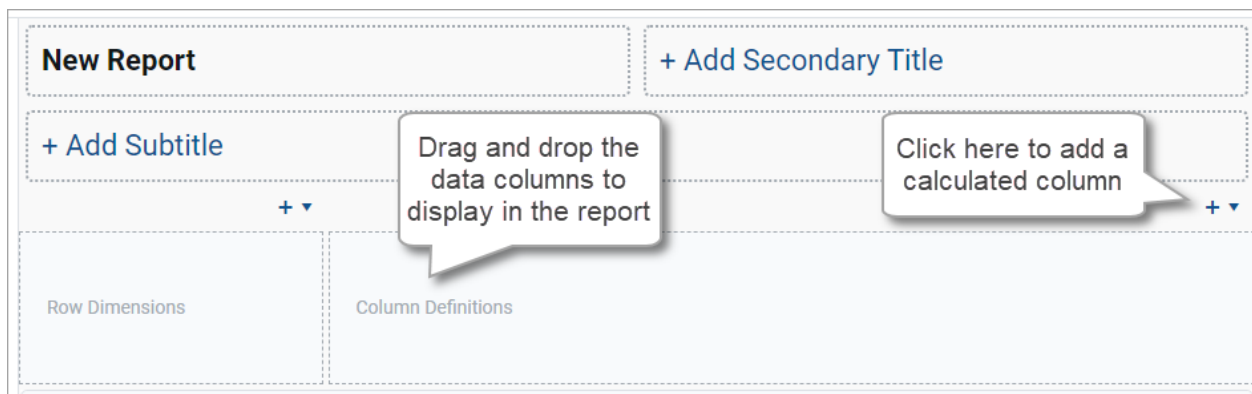 New Report
+ Add Secondary Title
+ Add Subtitle
Drag and drop the
data columns to
display in the report
Click here to add a
calculated column
+
+
Row Dimensions
Column Definitions